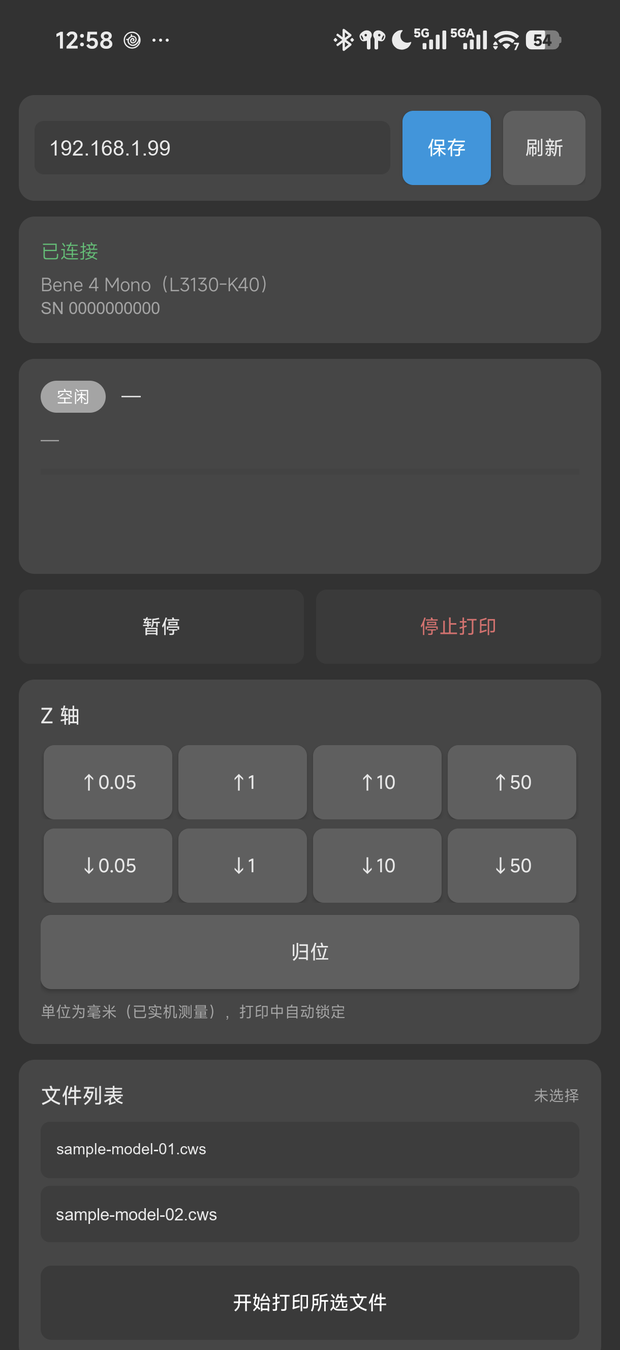 12:58 ... 5G 5GA 7 54
192.168.1.99 保存 刷新
已连接
Bene 4 Mono（L3130-K40）
SN 0000000000
空闲 —
—
暂停 停止打印
Z 轴
↑0.05 ↑1 ↑10 ↑50
↓0.05 ↓1 ↓10 ↓50
归位
单位为毫米（已实机测量），打印中自动锁定
文件列表 未选择
sample-model-01.cws
sample-model-02.cws
开始打印所选文件